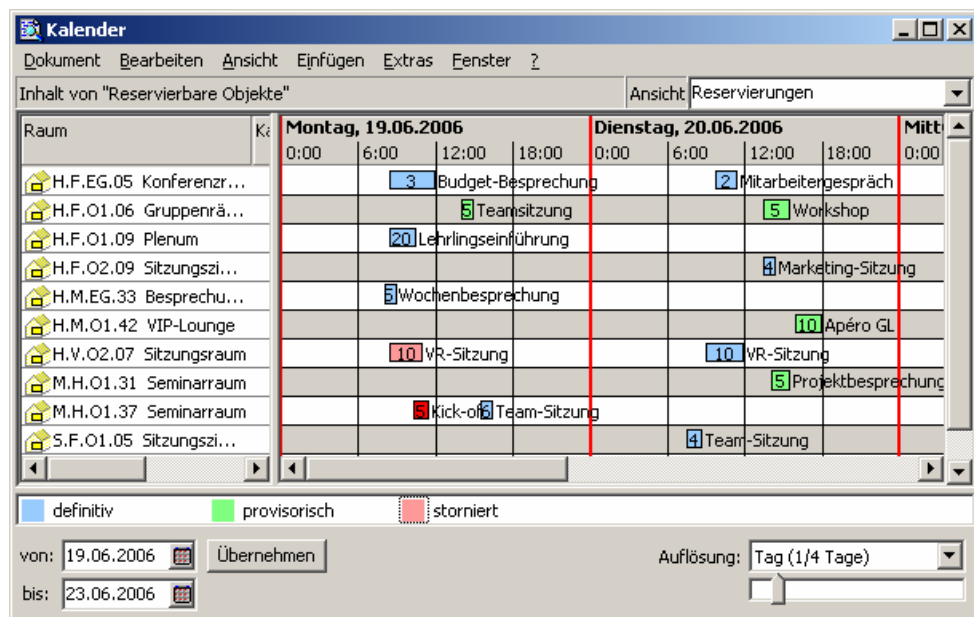 Kalender
Dokument Bearbeiten Ansicht Einfügen Extras Fenster ?
Inhalt von "Reservierbare Objekte" Ansicht Reservierungen
Raum Ka Montag, 19.06.2006 Dienstag, 20.06.2006 Mitt
0:00 6:00 12:00 18:00 0:00 6:00 12:00 18:00 0:00
H.F.EG.05 Konferenzr... 3 Budget-Besprechung 2 Mitarbeitergespräch
H.F.O1.06 Gruppenrä... 5 Teamsitzung 5 Workshop
H.F.O1.09 Plenum 20 Lehrlingseinführung
H.F.O2.09 Sitzungszi... 4 Marketing-Sitzung
H.M.EG.33 Besprechu... 5 Wochenbesprechung
H.M.O1.42 VIP-Lounge 10 Apéro GL
H.V.O2.07 Sitzungsraum 10 VR-Sitzung 10 VR-Sitzung
M.H.O1.31 Seminarraum 5 Projektbesprechung
M.H.O1.37 Seminarraum 5 Kick-off 6 Team-Sitzung
S.F.O1.05 Sitzungszi... 4 Team-Sitzung
definitiv provisorisch storniert
von: 19.06.2006 Übernehmen Auflösung: Tag (1/4 Tage)
bis: 23.06.2006